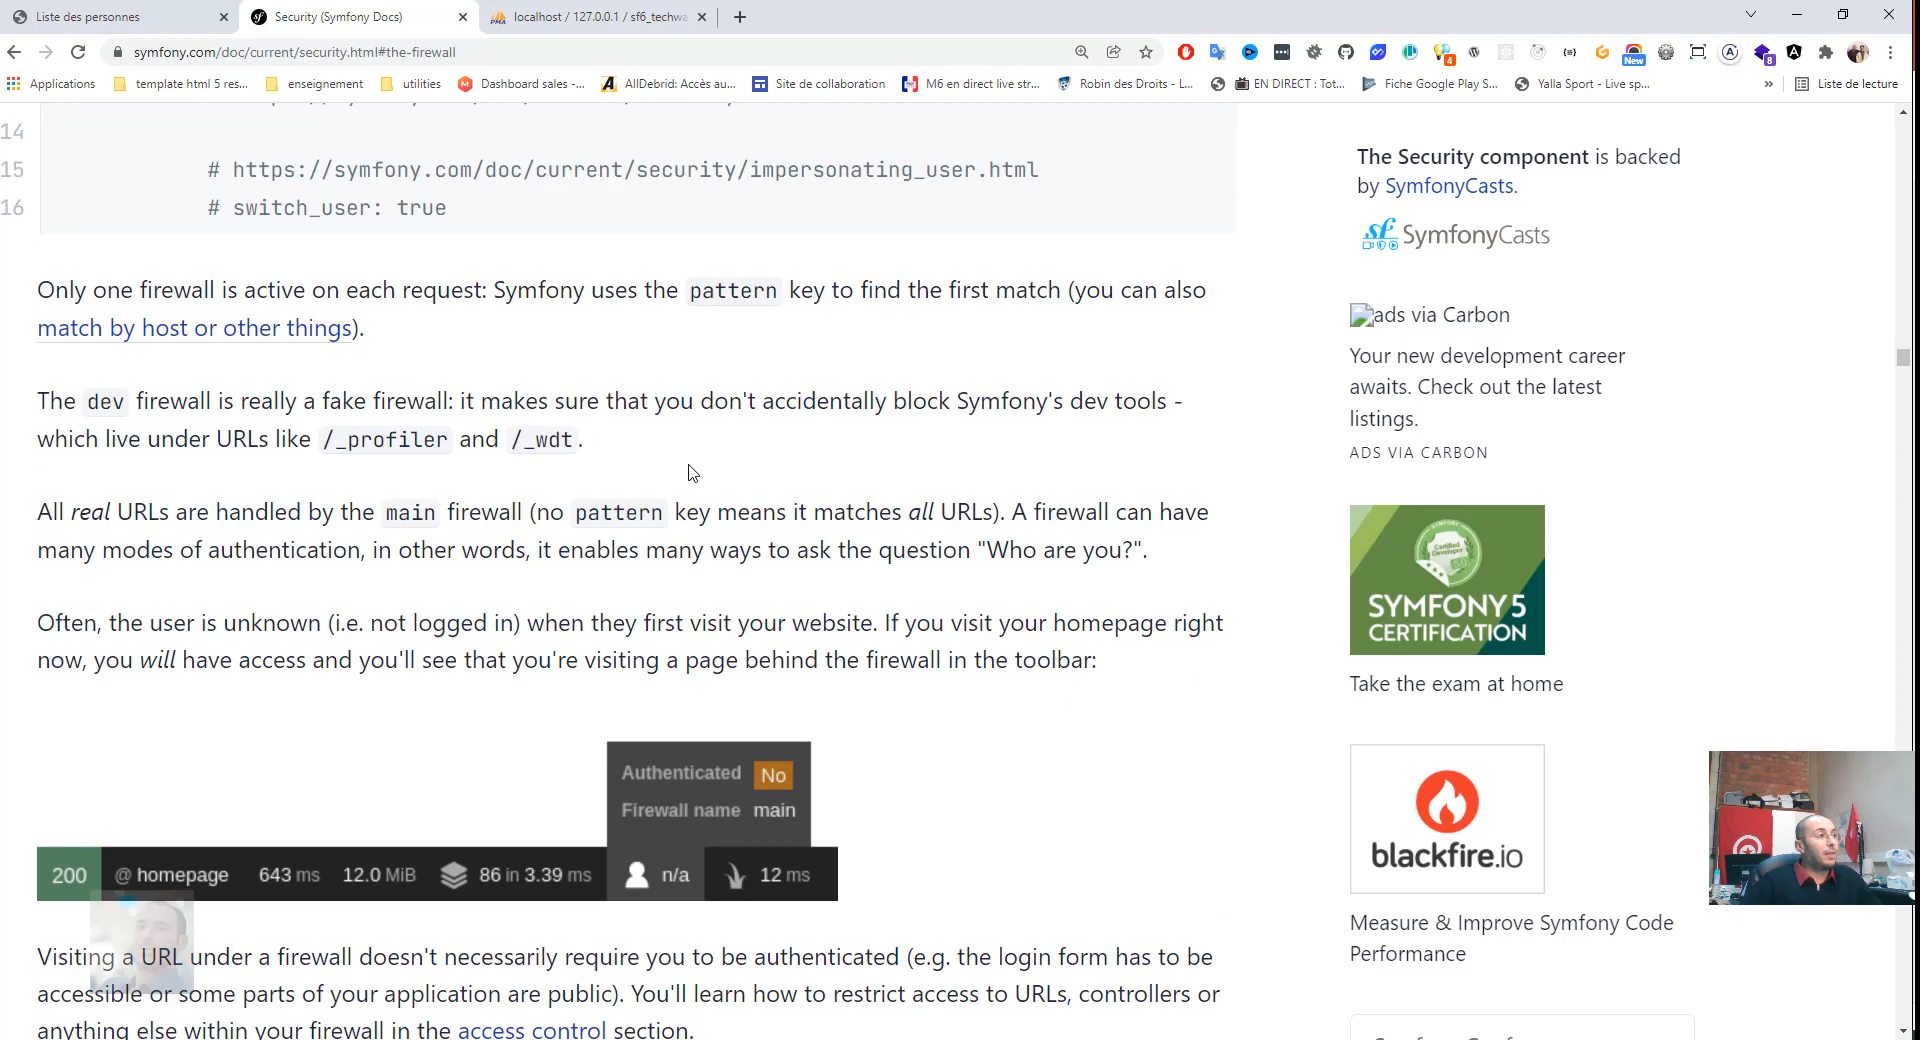 Liste des personnes
Security (Symfony Docs)
localhost / 127.0.0.1 / sf6_techwa
symfony.com/doc/current/security.html#the-firewall
4
New
8
Applications
template html 5 res...
enseignement
utilities
Dashboard sales -...
AllDebrid: Accès au...
Site de collaboration
M6 en direct live str...
Robin des Droits - L...
EN DIRECT : Tot...
Fiche Google Play S...
Yalla Sport - Live sp...
»
Liste de lecture
14
15 # https://symfony.com/doc/current/security/impersonating_user.html
16 # switch_user: true
Only one firewall is active on each request: Symfony uses the pattern key to find the first match (you can also
match by host or other things).
The dev firewall is really a fake firewall: it makes sure that you don't accidentally block Symfony's dev tools -
which live under URLs like /_profiler and /_wdt.
All real URLs are handled by the main firewall (no pattern key means it matches all URLs). A firewall can have
many modes of authentication, in other words, it enables many ways to ask the question "Who are you?".
Often, the user is unknown (i.e. not logged in) when they first visit your website. If you visit your homepage right
now, you will have access and you'll see that you're visiting a page behind the firewall in the toolbar:
Authenticated No
Firewall name main
200 @ homepage 643 ms 12.0 MiB 86 in 3.39 ms n/a 12 ms
Visiting a URL under a firewall doesn't necessarily require you to be authenticated (e.g. the login form has to be
accessible or some parts of your application are public). You'll learn how to restrict access to URLs, controllers or
anything else within your firewall in the access control section.
The Security component is backed
by SymfonyCasts.
SymfonyCasts
ads via Carbon
Your new development career
awaits. Check out the latest
listings.
ADS VIA CARBON
Certified
Developer
5.0
SYMFONY 5
CERTIFICATION
Take the exam at home
blackfire.io
Measure & Improve Symfony Code
Performance